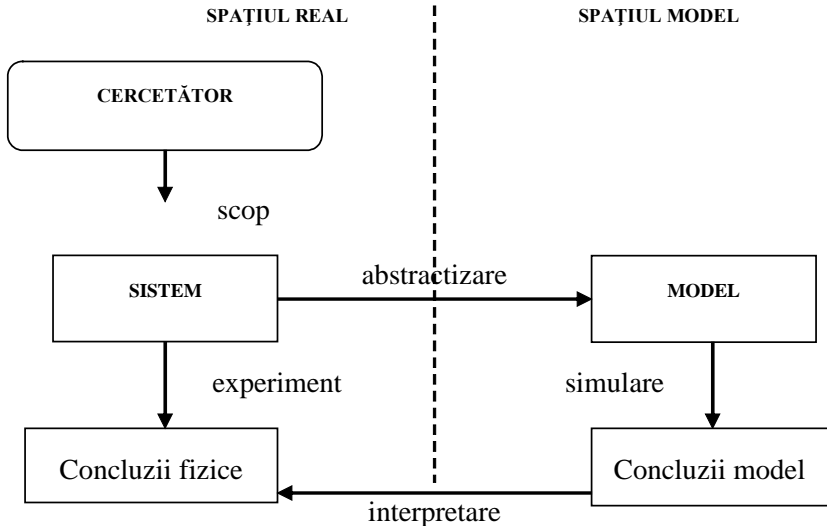 SPAŢIUL REAL
SPAŢIUL MODEL
CERCETĂTOR
scop
abstractizare
SISTEM
MODEL
experiment
simulare
Concluzii fizice
Concluzii model
interpretare